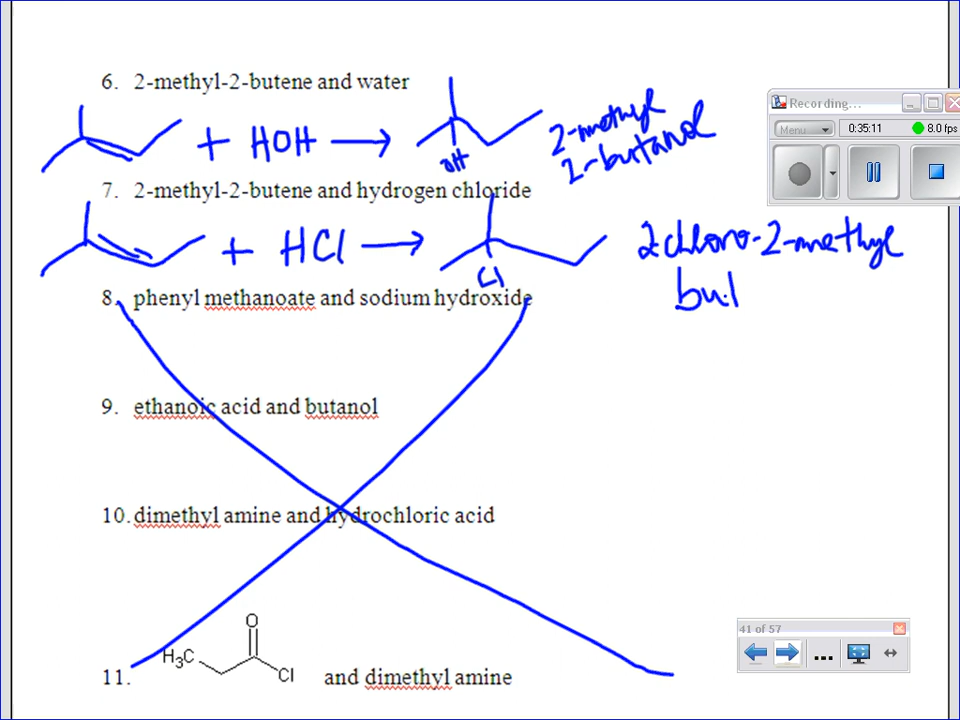 6. 2-methyl-2-butene and water
+ HOH → OH 2-methyl
2-butanol
7. 2-methyl-2-butene and hydrogen chloride
+ HCl → Cl 2-chloro-2-methyl
but
8. phenyl methanoate and sodium hydroxide
9. ethanoic acid and butanol
10. dimethyl amine and hydrochloric acid
11. H3C O Cl and dimethyl amine
Recording...
Menu 0:35:11 8.0 fps
41 of 57
...